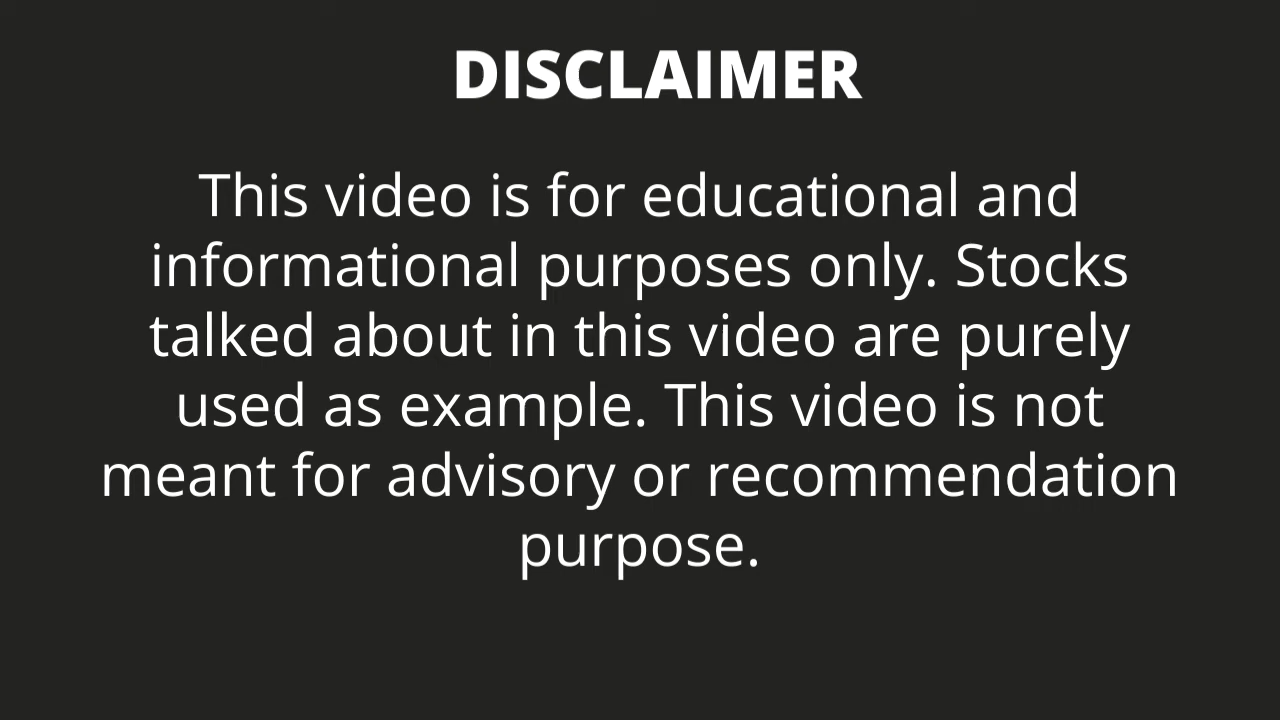 DISCLAIMER
This video is for educational and
informational purposes only. Stocks
talked about in this video are purely
used as example. This video is not
meant for advisory or recommendation
purpose.